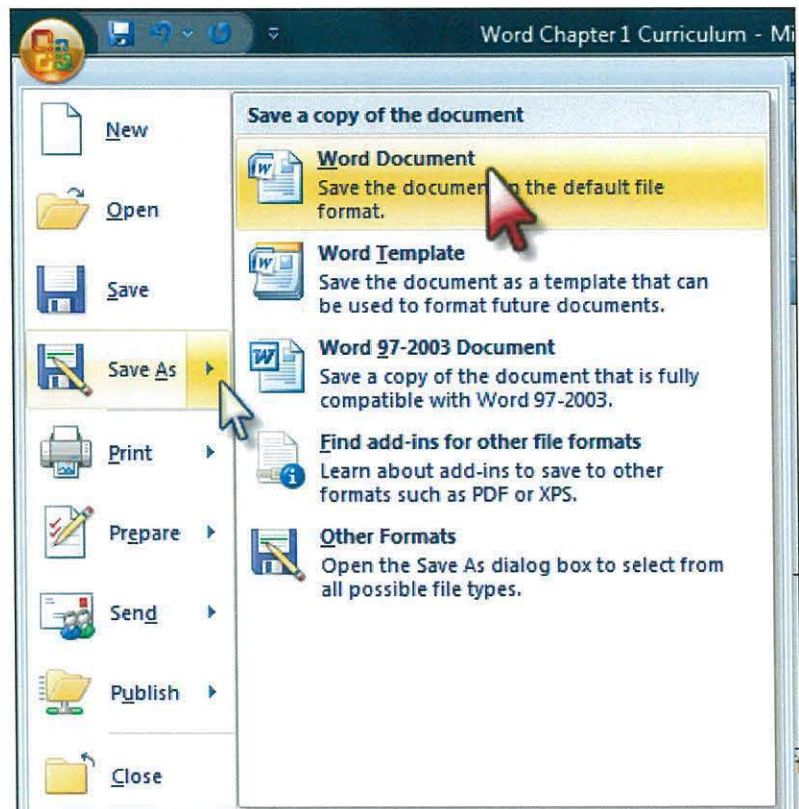 Word Chapter 1 Curriculum - Mi
New
Open
Save
Save As
Print
Prepare
Send
Publish
Close
Save a copy of the document
Word Document
Save the document in the default file
format.
Word Template
Save the document as a template that can
be used to format future documents.
Word 97-2003 Document
Save a copy of the document that is fully
compatible with Word 97-2003.
Find add-ins for other file formats
Learn about add-ins to save to other
formats such as PDF or XPS.
Other Formats
Open the Save As dialog box to select from
all possible file types.